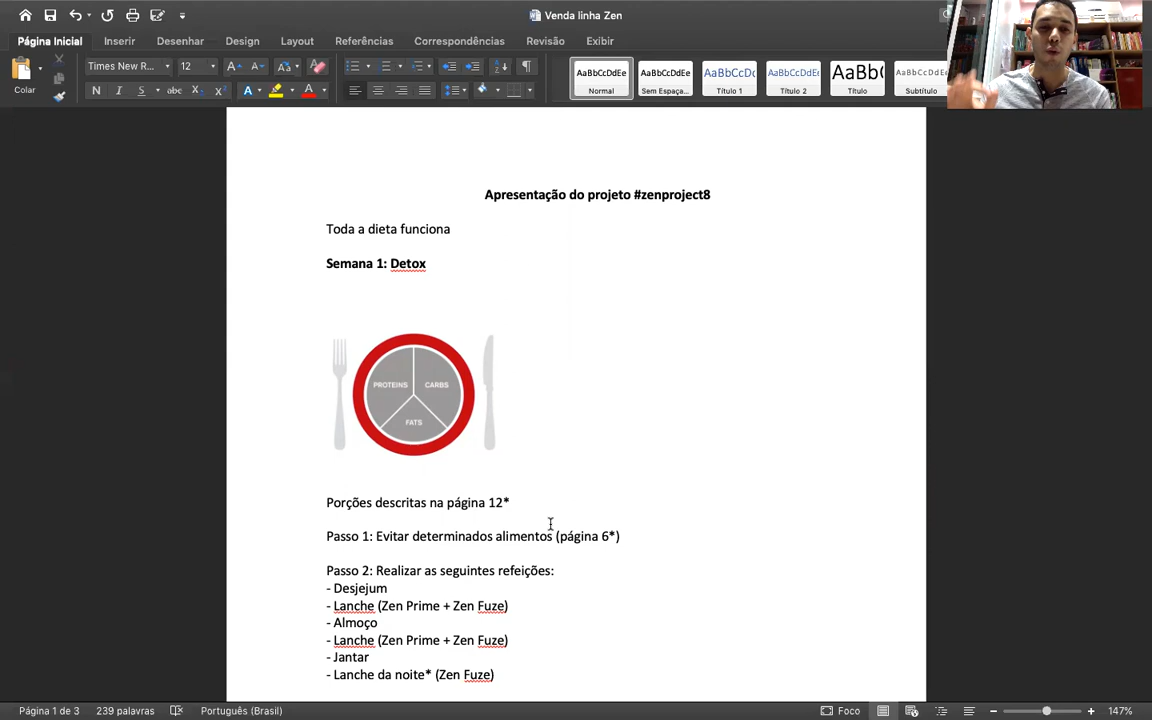 Venda linha Zen
Página Inicial Inserir Desenhar Design Layout Referências Correspondências Revisão Exibir
Colar
Times New R... 12
N I S abc X₂ X² A A
AaBbCcDdEe AaBbCcDdEe AaBbCcDc AaBbCcDdEe AaBb( AaBbCcDdEe
Normal Sem Espaça... Título 1 Título 2 Título Subtítulo
Apresentação do projeto #zenproject8
Toda a dieta funciona
Semana 1: Detox
PROTEINS CARBS
FATS
Porções descritas na página 12*
Passo 1: Evitar determinados alimentos (página 6*)
Passo 2: Realizar as seguintes refeições:
- Desjejum
- Lanche (Zen Prime + Zen Fuze)
- Almoço
- Lanche (Zen Prime + Zen Fuze)
- Jantar
- Lanche da noite* (Zen Fuze)
Página 1 de 3 239 palavras Português (Brasil) Foco 147%